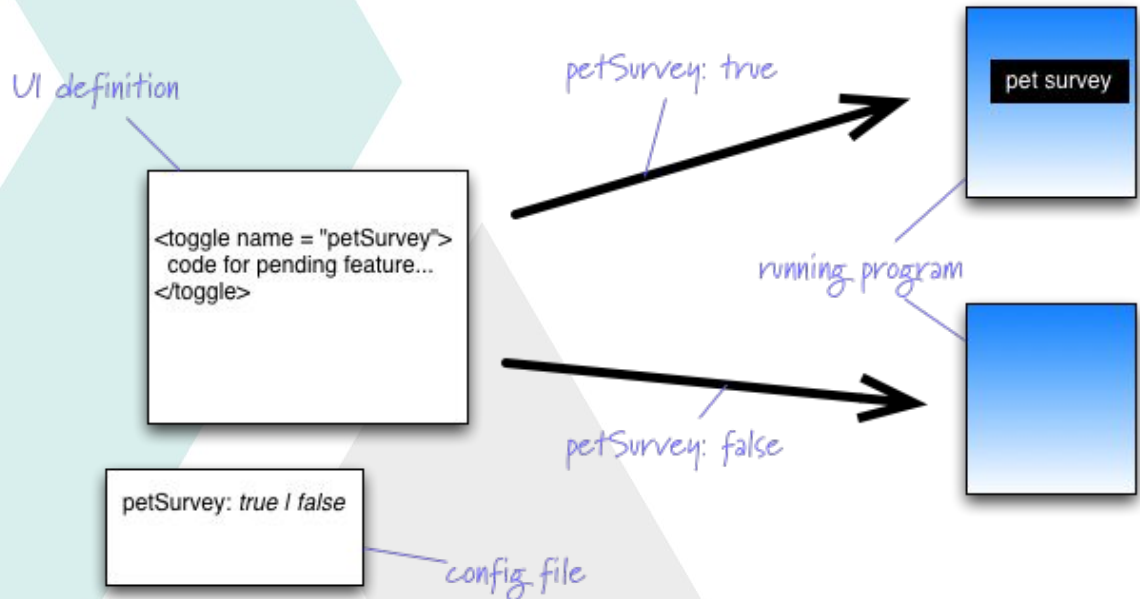 UI definition
petSurvey: true
pet survey
<toggle name = "petSurvey">
code for pending feature...
</toggle>
running program
petSurvey: false
petSurvey: true | false
config file